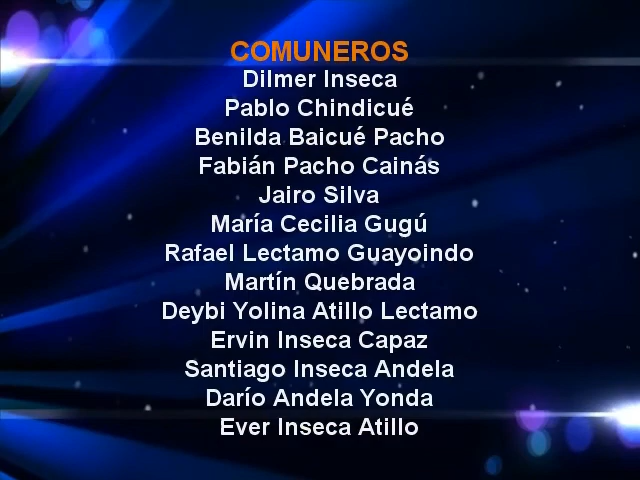 COMUNEROS
Dilmer Inseca
Pablo Chindicué
Benilda Baicué Pacho
Fabián Pacho Cainás
Jairo Silva
María Cecilia Gugú
Rafael Lectamo Guayoindo
Martín Quebrada
Deybi Yolina Atillo Lectamo
Ervin Inseca Capaz
Santiago Inseca Andela
Darío Andela Yonda
Ever Inseca Atillo